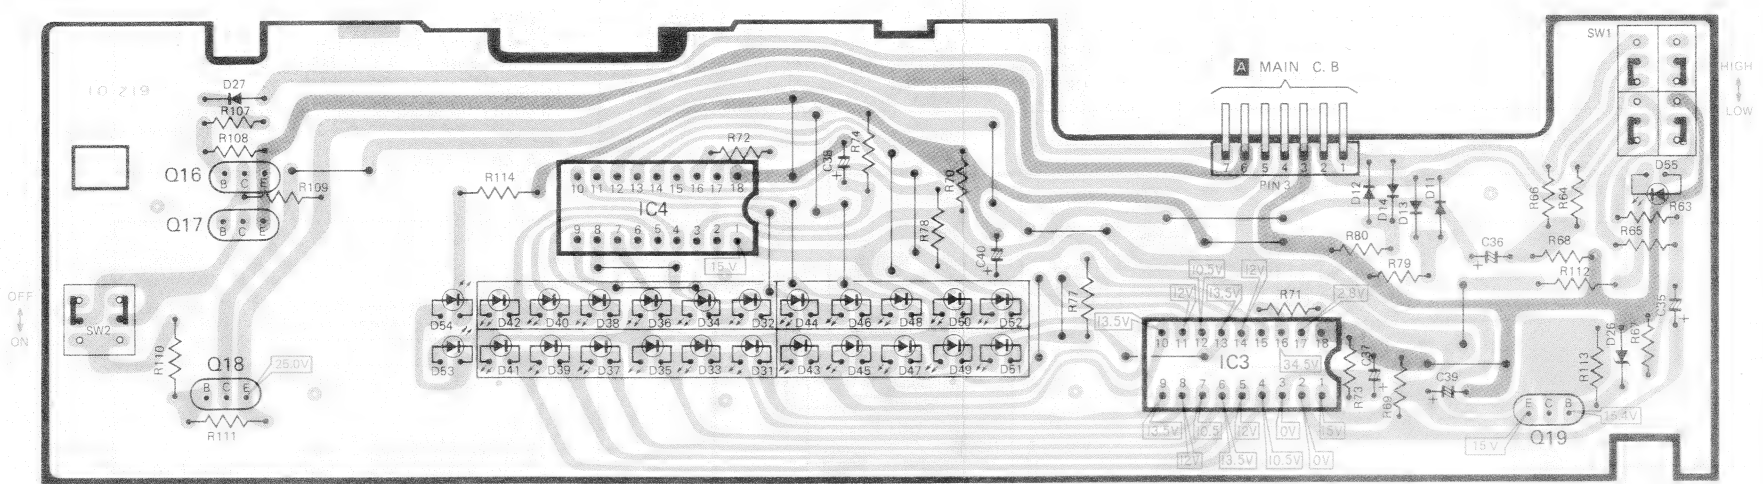 SW1
A MAIN C.B
HIGH
LOW
D27
612 10
R107
R108
R72
C38
R74
7 6 5 4 3 2 1
PIN 3
D55
Q16
B C E
R109
R114
10 11 12 13 14 15 16 17 18
IC4
9 8 7 6 5 4 3 2 1
15V
R70
R78
C40
D12
D14
D13
D11
R66
R64
R63
R65
Q17
B C E
R80
R79
C36
R68
R112
OFF
ON
SW2
R77
10.5V
12V
12V
13.5V
2.8V
13.5V
R71
C35
D54 D42 D40 D38 D36 D34 D32 D44 D46 D48 D50 D52
D53 D41 D39 D37 D35 D33 D31 D43 D45 D47 D49 D51
R110
Q18
B C E
25.0V
R111
10 11 12 13 14 15 16 17 18
IC3
34.5V
9 8 7 6 5 4 3 2 1
R73
C37
R69
C39
R113
D26
R67
13.5V
10.5
12V
0V
15V
12V
13.5V
10.5V
0V
E C B
15.4V
15V
Q19